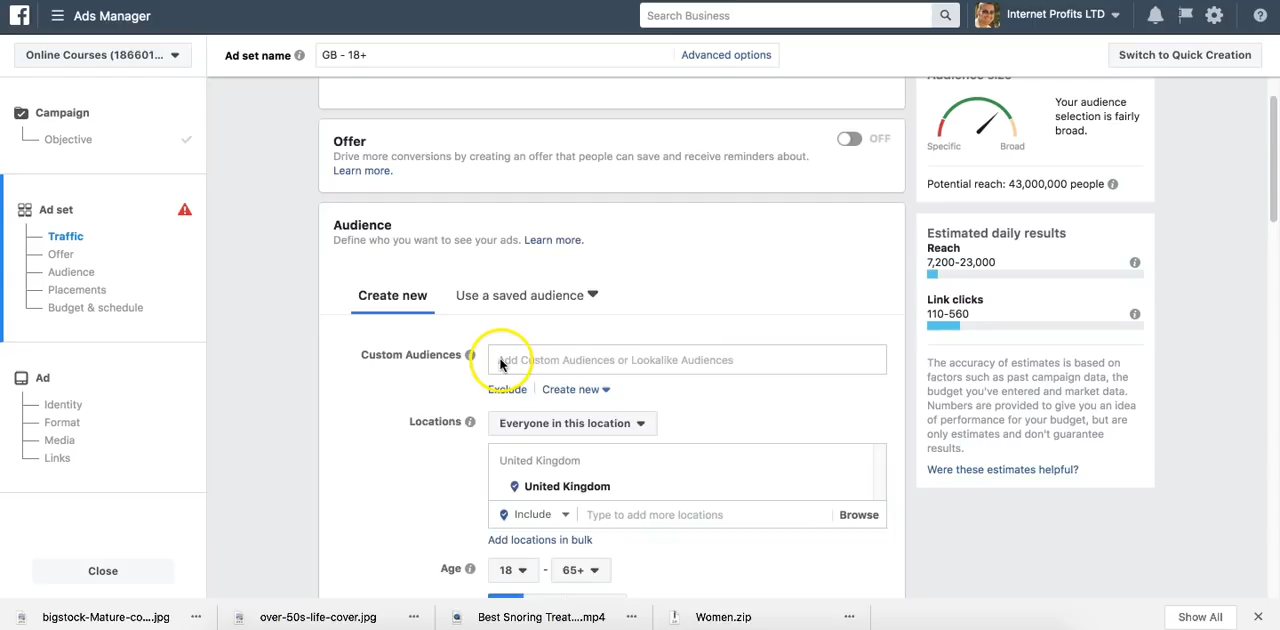 Ads Manager
Search Business
Internet Profits LTD
Online Courses (186601...
Ad set name
GB - 18+
Advanced options
Switch to Quick Creation
Campaign
Objective
Ad set
Traffic
Offer
Audience
Placements
Budget & schedule
Ad
Identity
Format
Media
Links
Close
Offer
OFF
Drive more conversions by creating an offer that people can save and receive reminders about.
Learn more.
Audience
Define who you want to see your ads. Learn more.
Create new
Use a saved audience
Custom Audiences
Add Custom Audiences or Lookalike Audiences
Exclude
Create new
Locations
Everyone in this location
United Kingdom
United Kingdom
Include
Type to add more locations
Browse
Add locations in bulk
Age
18
-
65+
Audience size
Your audience
selection is fairly
broad.
Specific
Broad
Potential reach: 43,000,000 people
Estimated daily results
Reach
7,200-23,000
Link clicks
110-560
The accuracy of estimates is based on
factors such as past campaign data, the
budget you've entered and market data.
Numbers are provided to give you an idea
of performance for your budget, but are
only estimates and don't guarantee
results.
Were these estimates helpful?
bigstock-Mature-co....jpg
over-50s-life-cover.jpg
Best Snoring Treat....mp4
Women.zip
Show All